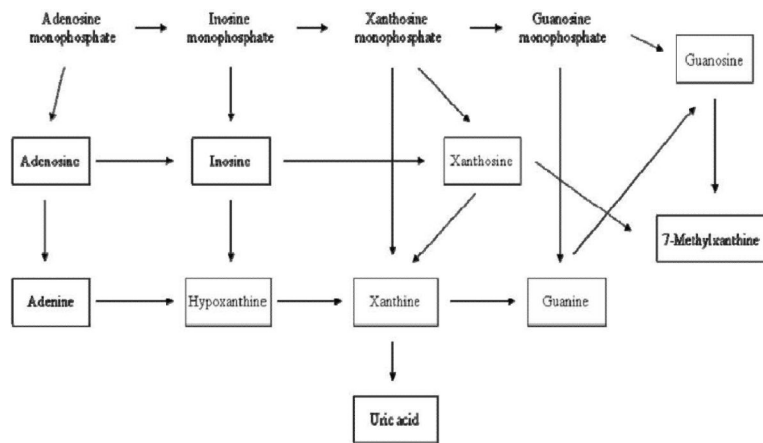 Adenosine
monophosphate
Inosine
monophosphate
Xanthosine
monophosphate
Guanosine
monophosphate
Guanosine
Adenosine
Inosine
Xanthosine
7-Methylxanthine
Adenine
Hypoxanthine
Xanthine
Guanine
Uric acid